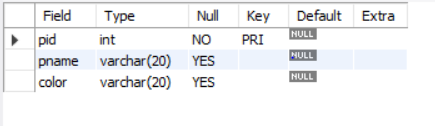 Field Type Null Key Default Extra
pid int NO PRI NULL
pname varchar(20) YES NULL
color varchar(20) YES NULL